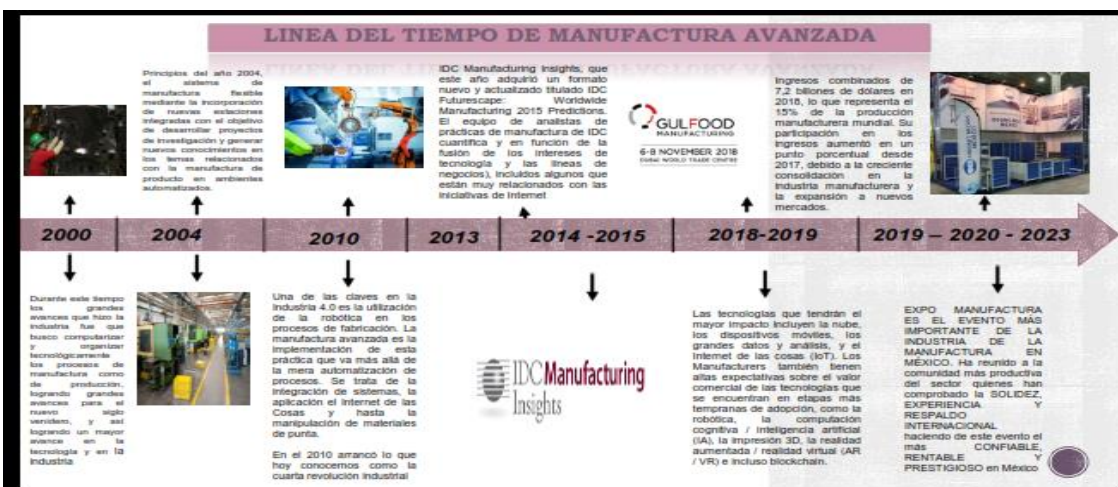 LINEA DEL TIEMPO DE MANUFACTURA AVANZADA
Principios del año 2004,
el sistema de
manufactura flexible
mediante la incorporación
de nuevas estaciones
integradas con el objetivo
de desarrollar proyectos
de investigación y generar
nuevos conocimientos en
los temas relacionados
con la manufactura de
producto en ambientes
automatizados.
IDC Manufacturing Insights, que
este año adquirió un formato
nuevo y actualizado titulado IDC
Futurescape: Worldwide
Manufacturing 2015 Predictions.
El equipo de analistas de
prácticas de manufactura de IDC
cuantifica y en función de la
fusión de los intereses de
tecnología y las líneas de
negocios), incluidos algunos que
están muy relacionados con las
iniciativas de Internet
GULFOOD
MANUFACTURING
6-8 NOVEMBER 2018
DUBAI WORLD TRADE CENTRE
Ingresos combinados de
7,2 billones de dólares en
2018, lo que representa el
15% de la producción
manufacturera mundial. Su
participación en los
ingresos aumentó en un
punto porcentual desde
2017, debido a la creciente
consolidación en la
industria manufacturera y
la expansión a nuevos
mercados.
2000
2004
2010
2013
2014 -2015
2018-2019
2019 – 2020 - 2023
Durante este tiempo
los grandes
avances que hizo la
industria fue que
busco computarizar
y organizar
tecnológicamente
los procesos de
manufactura como
de producción,
logrando grandes
avances para el
nuevo siglo
venidero, y así
logrando un mayor
avance en la
tecnología y en la
industria
Una de las claves en la
Industria 4.0 es la utilización
de la robótica en los
procesos de fabricación. La
manufactura avanzada es la
implementación de esta
práctica que va más allá de
la mera automatización de
procesos. Se trata de la
integración de sistemas, la
aplicación el Internet de las
Cosas y hasta la
manipulación de materiales
de punta.
En el 2010 arrancó lo que
hoy conocemos como la
cuarta revolución industrial
IDC Manufacturing
Insights
Las tecnologías que tendrán el
mayor impacto incluyen la nube,
los dispositivos móviles, los
grandes datos y análisis, y el
Internet de las cosas (IoT). Los
Manufacturers también tienen
altas expectativas sobre el valor
comercial de las tecnologías que
se encuentran en etapas más
tempranas de adopción, como la
robótica, la computación
cognitiva / inteligencia artificial
(IA), la impresión 3D, la realidad
aumentada / realidad virtual (AR
/ VR) e incluso blockchain.
EXPO MANUFACTURA
ES EL EVENTO MÁS
IMPORTANTE DE LA
INDUSTRIA DE LA
MANUFACTURA EN
MÉXICO. Ha reunido a la
comunidad más productiva
del sector quienes han
comprobado la SOLIDEZ,
EXPERIENCIA Y
RESPALDO
INTERNACIONAL
haciendo de este evento el
más CONFIABLE,
RENTABLE Y
PRESTIGIOSO en México